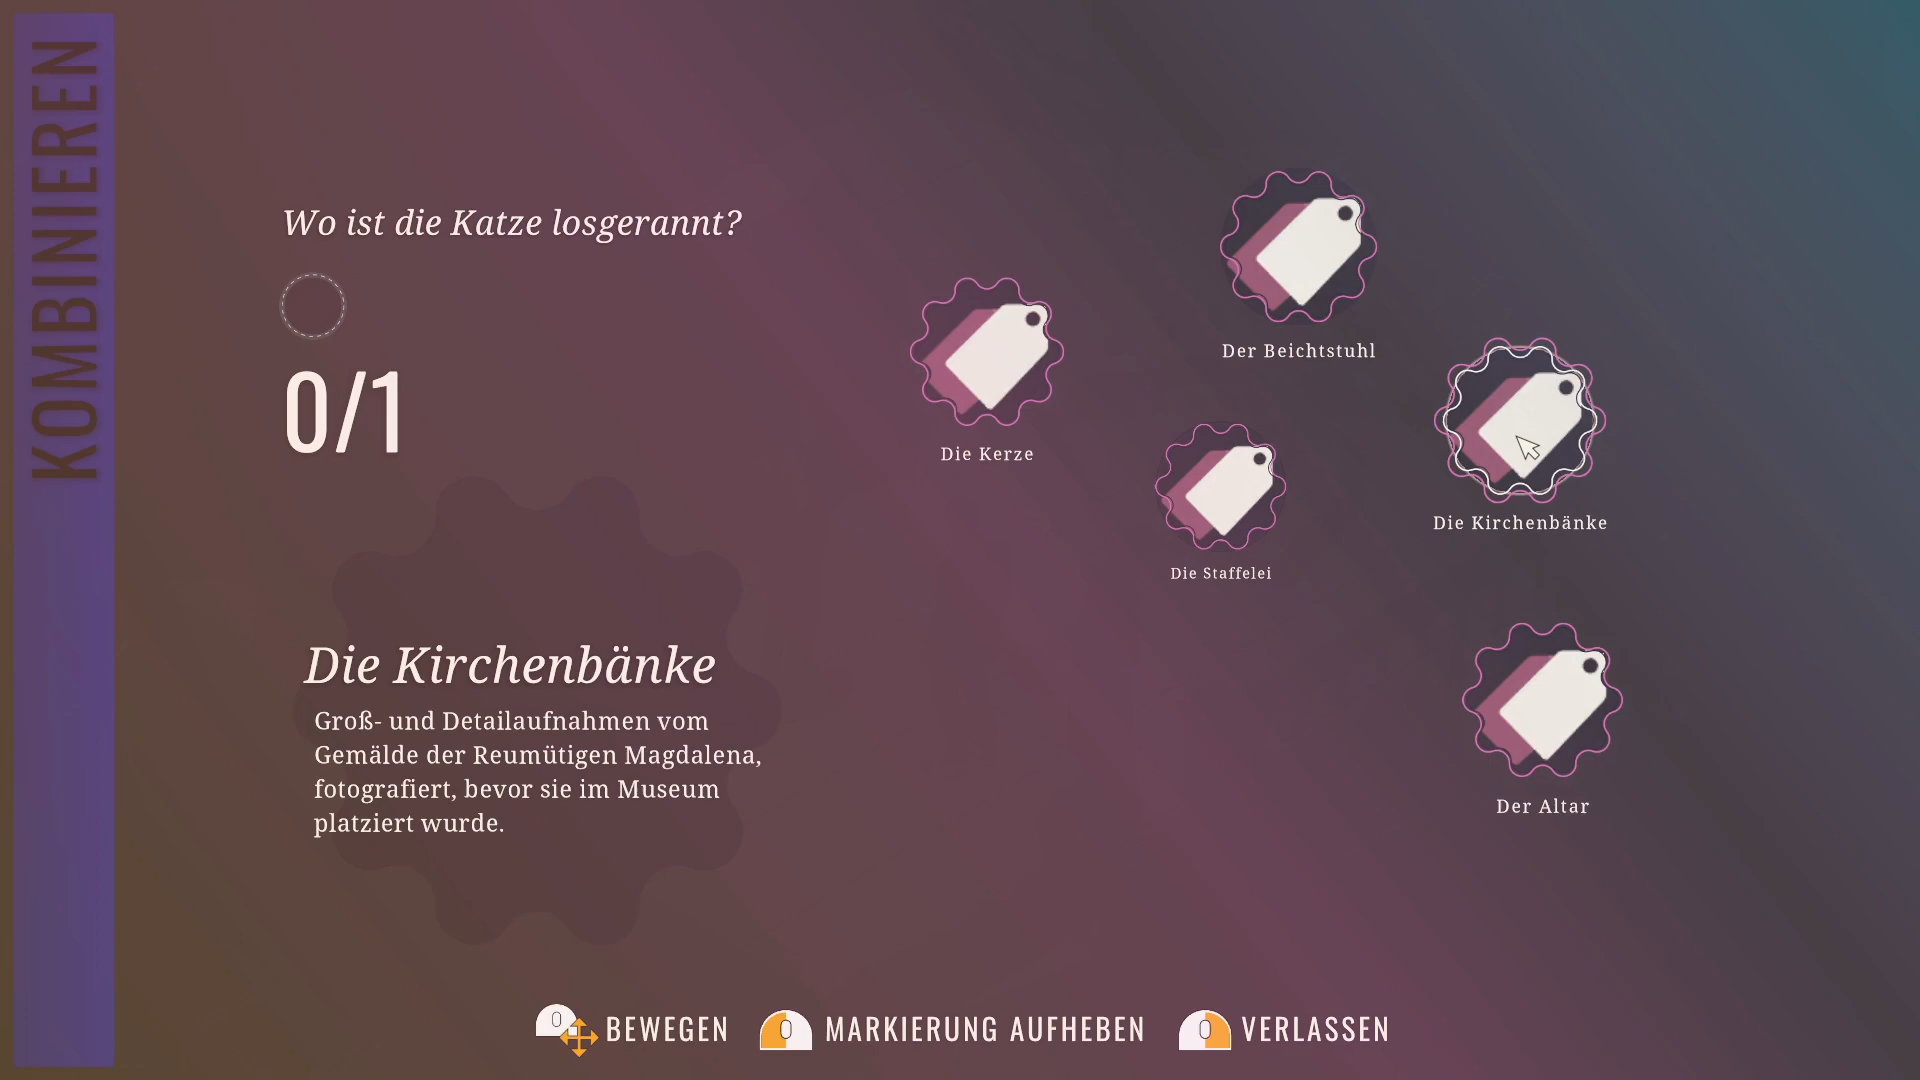 KOMBINIEREN
Wo ist die Katze losgerannt?
0/1
Die Kerze
Der Beichtstuhl
Die Staffelei
Die Kirchenbänke
Der Altar
Die Kirchenbänke
Groß- und Detailaufnahmen vom
Gemälde der Reumütigen Magdalena,
fotografiert, bevor sie im Museum
platziert wurde.
BEWEGEN MARKIERUNG AUFHEBEN VERLASSEN